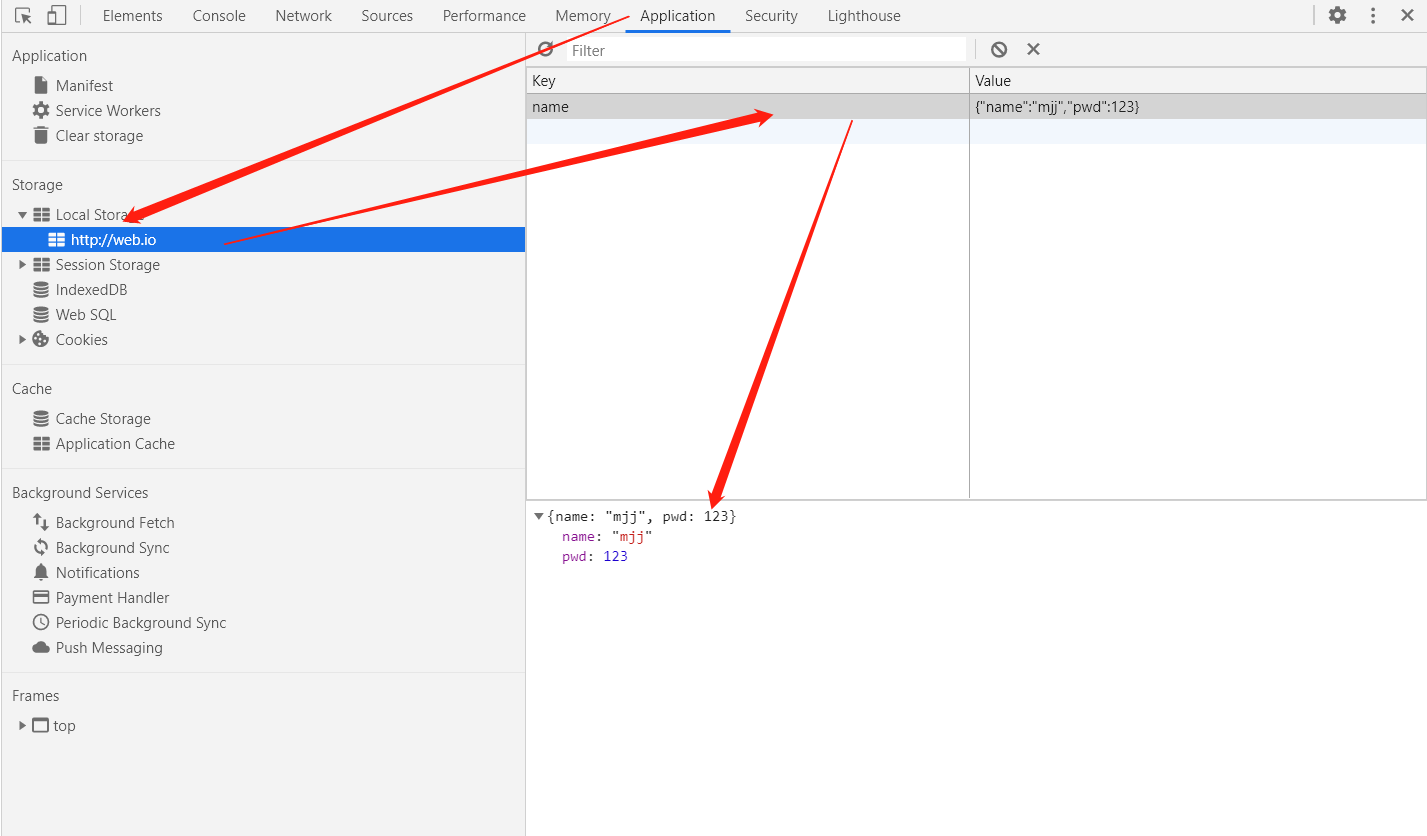 Elements Console Network Sources Performance Memory Application Security Lighthouse
Application
Manifest
Service Workers
Clear storage
Storage
Local Storage
http://web.io
Session Storage
IndexedDB
Web SQL
Cookies
Cache
Cache Storage
Application Cache
Background Services
Background Fetch
Background Sync
Notifications
Payment Handler
Periodic Background Sync
Push Messaging
Frames
top
Filter
Key Value
name {"name":"mjj","pwd":123}
{name: "mjj", pwd: 123}
name: "mjj"
pwd: 123